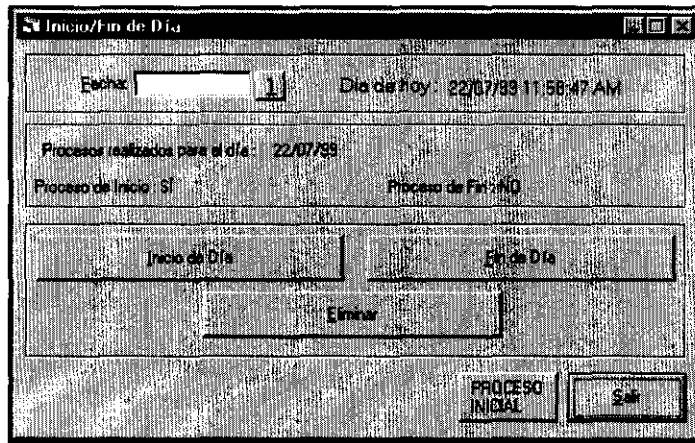 Inicio/Fin de Día
Fecha: 1 Día de hoy: 22/07/99 11:58:47 AM
Procesos realizados para el día: 22/07/99
Proceso de Inicio: SÍ Proceso de Fin: NO
Inicio de Día Fin de Día
Eliminar
PROCESO INICIAL Salir